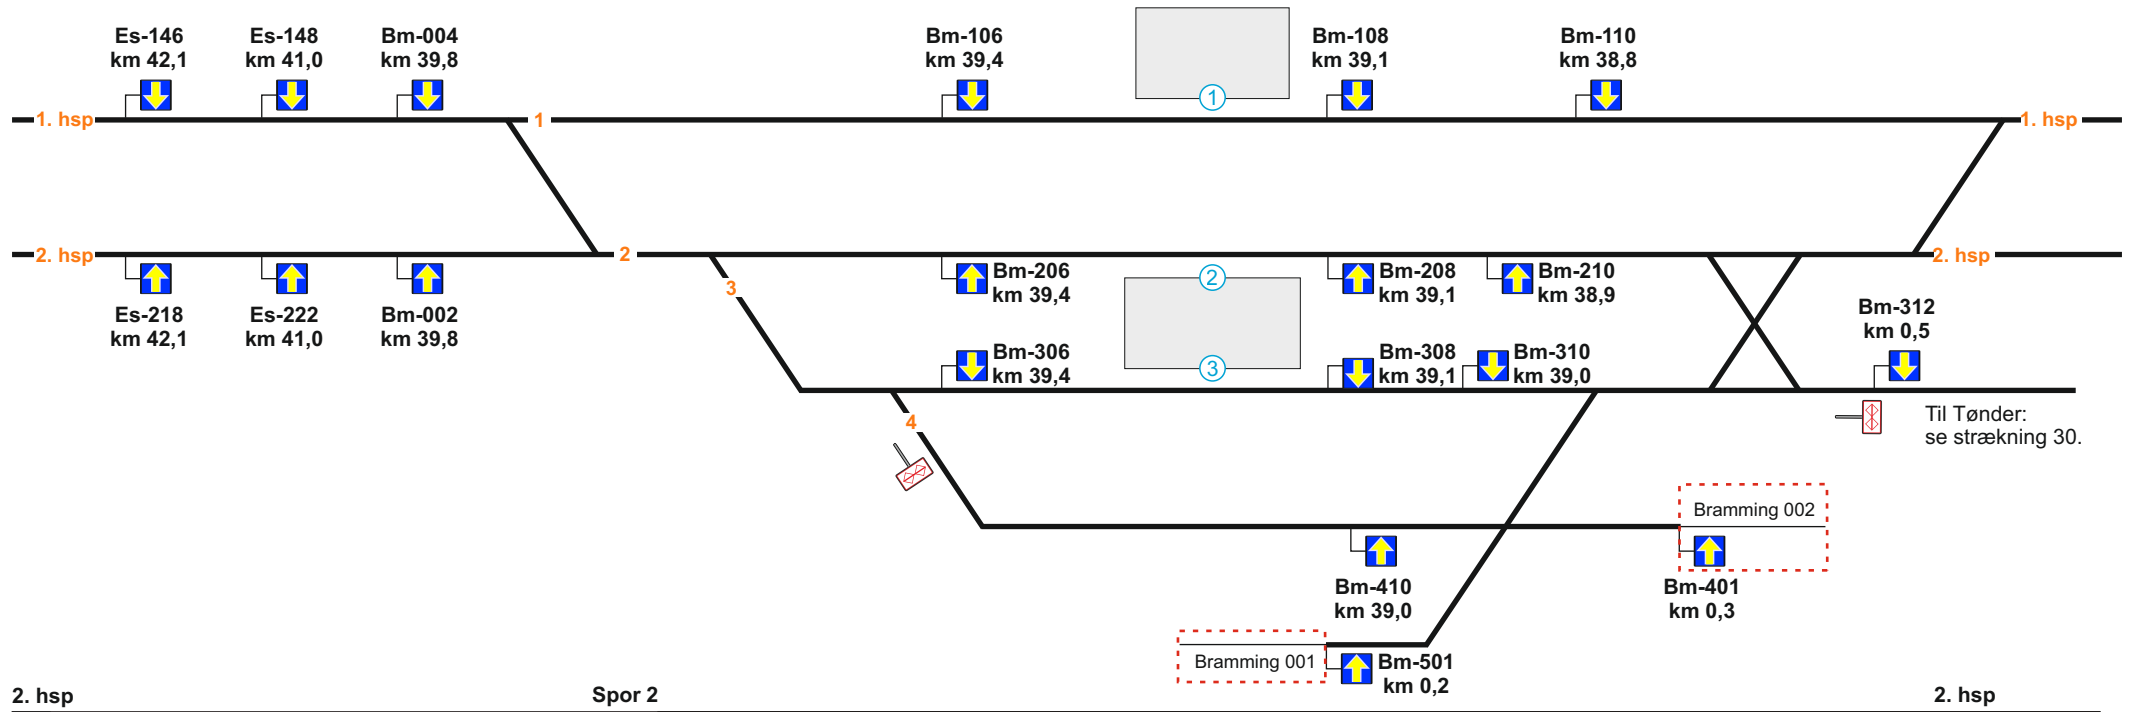 Es-146
km 42,1
Es-148
km 41,0
Bm-004
km 39,8
Bm-106
km 39,4
1
Bm-108
km 39,1
Bm-110
km 38,8
1. hsp
1
1. hsp
2. hsp
2
2. hsp
Es-218
km 42,1
Es-222
km 41,0
Bm-002
km 39,8
3
Bm-206
km 39,4
2
Bm-208
km 39,1
Bm-210
km 38,9
Bm-312
km 0,5
Bm-306
km 39,4
3
Bm-308
km 39,1
Bm-310
km 39,0
4
Til Tønder:
se strækning 30.
Bramming 002
Bm-410
km 39,0
Bm-401
km 0,3
Bramming 001
Bm-501
km 0,2
2. hsp
Spor 2
2. hsp